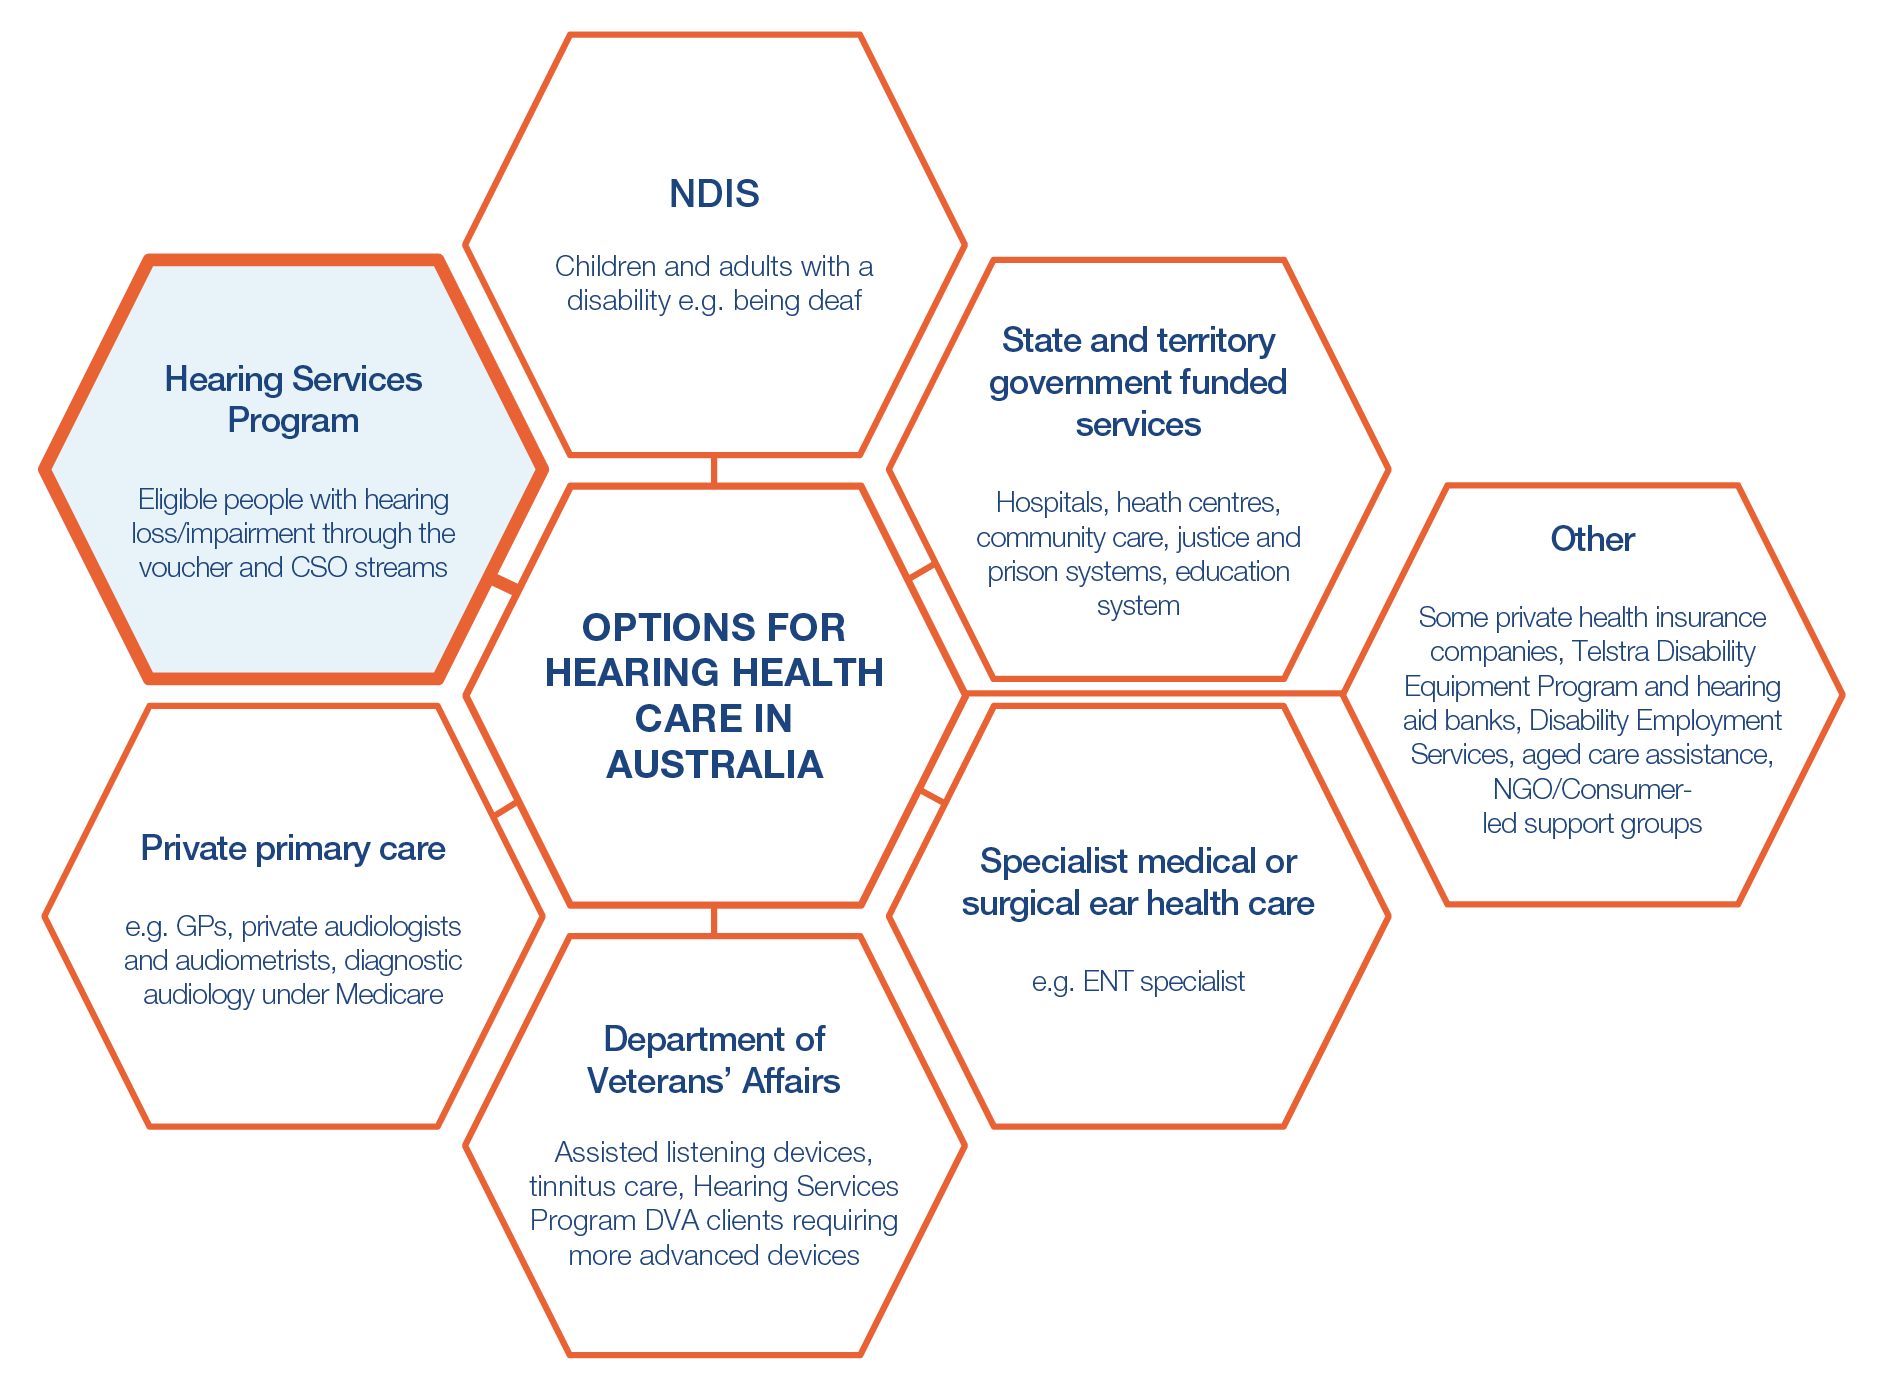 NDIS
Children and adults with a
disability e.g. being deaf
Hearing Services
Program
Eligible people with hearing
loss/impairment through the
voucher and CSO streams
State and territory
government funded
services
Hospitals, heath centres,
community care, justice and
prison systems, education
system
Other
Some private health insurance
companies, Telstra Disability
Equipment Program and hearing
aid banks, Disability Employment
Services, aged care assistance,
NGO/Consumer-
led support groups
OPTIONS FOR
HEARING HEALTH
CARE IN
AUSTRALIA
Private primary care
e.g. GPs, private audiologists
and audiometrists, diagnostic
audiology under Medicare
Specialist medical or
surgical ear health care
e.g. ENT specialist
Department of
Veterans’ Affairs
Assisted listening devices,
tinnitus care, Hearing Services
Program DVA clients requiring
more advanced devices